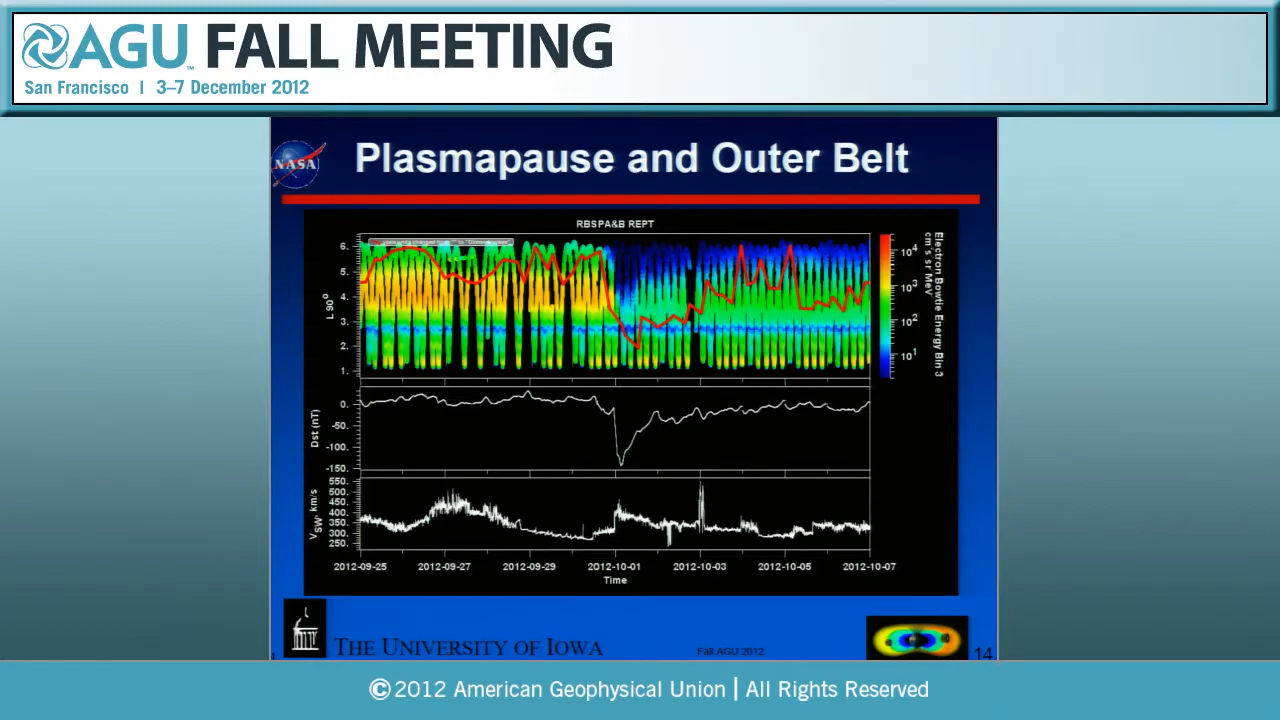 AGU FALL MEETING
San Francisco | 3–7 December 2012
NASA
Plasmapause and Outer Belt
RBSPA&B REPT
6.
5.
4.
3.
2.
1.
L 90°
10⁴
10³
10²
10¹
Electron Bowtie Energy Bin 3
cm² s sr MeV
0.
-50.
-100.
-150.
Dst (nT)
550.
500.
450.
400.
350.
300.
250.
V_SW, km/s
2012-09-25 2012-09-27 2012-09-29 2012-10-01 2012-10-03 2012-10-05 2012-10-07
Time
THE UNIVERSITY OF IOWA
Fall AGU 2012
14
©2012 American Geophysical Union | All Rights Reserved